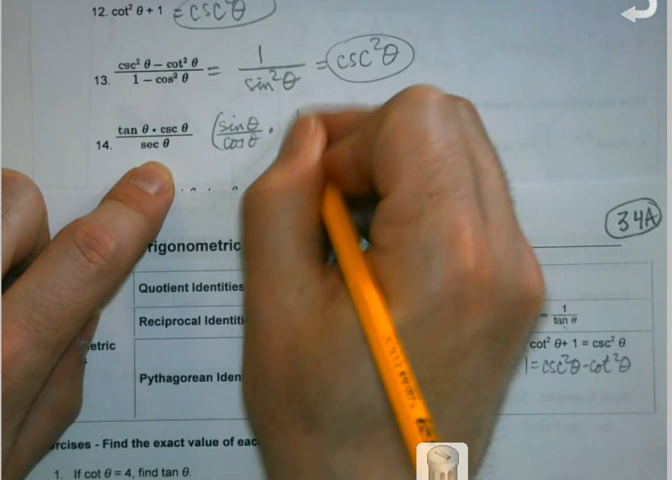 12. cot² θ + 1 = csc²θ
13. csc² θ – cot² θ / 1 – cos² θ = 1 / sin²θ = csc²θ
14. tan θ • csc θ / sec θ (sinθ / cosθ •
34A
rigonometric
Quotient Identities
Reciprocal Identiti = 1 / tan θ
etric cot² θ+ 1 = csc² θ
Pythagorean Iden 1 = csc²θ-cot²θ
rcises - Find the exact value of eac
1. If cot θ = 4, find tan θ.